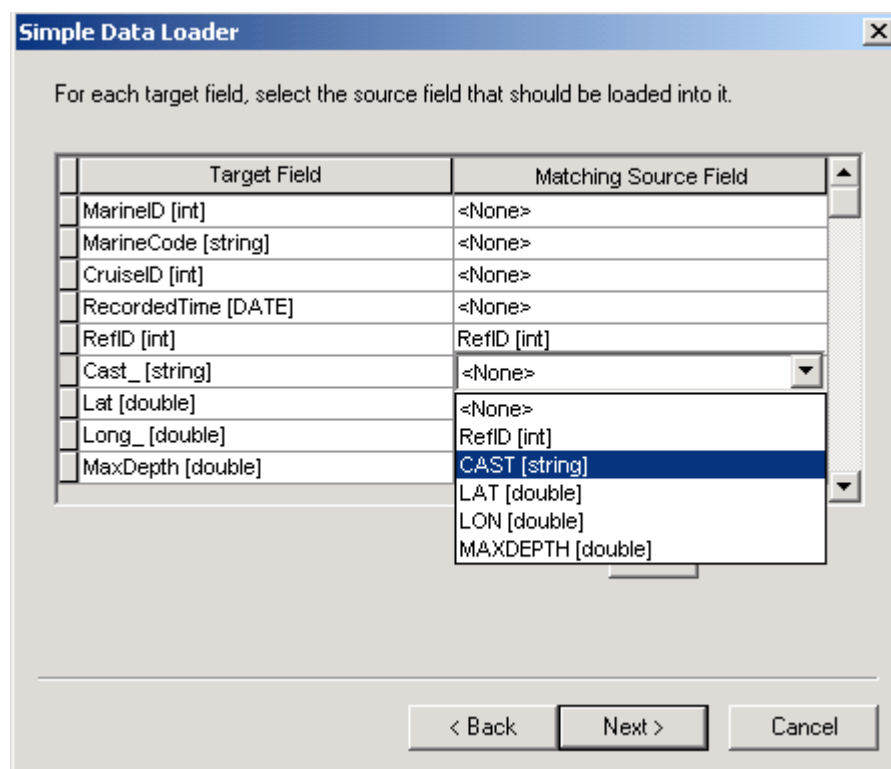 Simple Data Loader
For each target field, select the source field that should be loaded into it.
Target Field Matching Source Field
MarineID [int] <None>
MarineCode [string] <None>
CruiseID [int] <None>
RecordedTime [DATE] <None>
RefID [int] RefID [int]
Cast_ [string] <None>
Lat [double] <None>
Long_ [double] RefID [int]
MaxDepth [double] CAST [string]
LAT [double]
LON [double]
MAXDEPTH [double]
< Back Next > Cancel